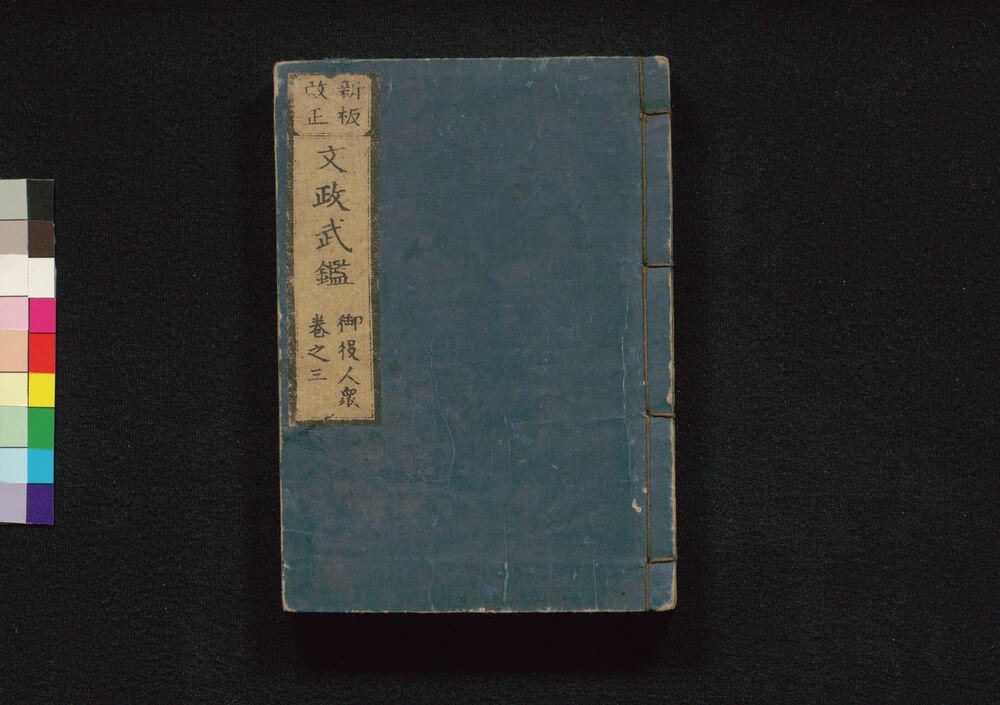 新板
改正
文政武鑑
御役人衆
巻之三